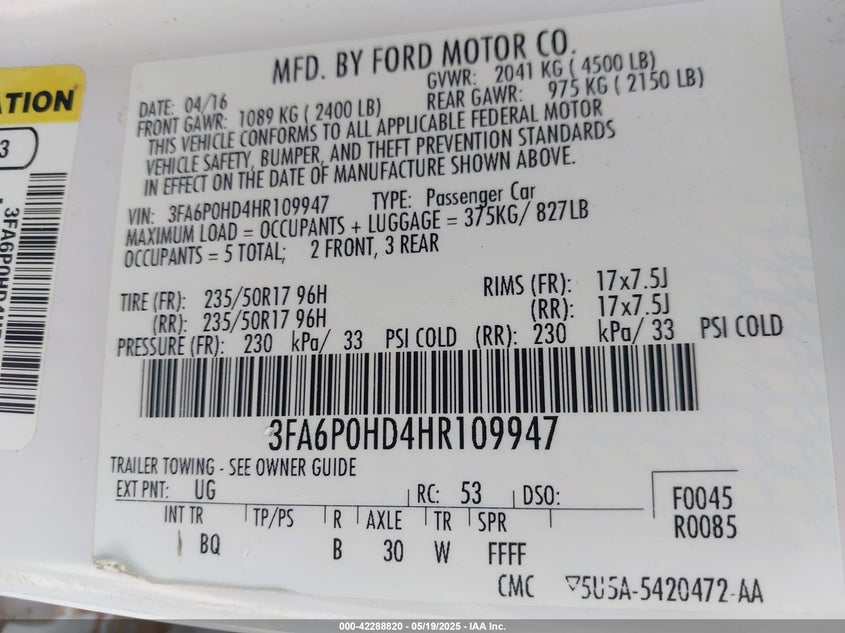 MFD. BY FORD MOTOR CO.
DATE: 04/16 GVWR: 2041 KG ( 4500 LB)
FRONT GAWR: 1089 KG ( 2400 LB) REAR GAWR: 975 KG ( 2150 LB)
THIS VEHICLE CONFORMS TO ALL APPLICABLE FEDERAL MOTOR
VEHICLE SAFETY, BUMPER, AND THEFT PREVENTION STANDARDS
IN EFFECT ON THE DATE OF MANUFACTURE SHOWN ABOVE.
VIN: 3FA6P0HD4HR109947 TYPE: Passenger Car
MAXIMUM LOAD = OCCUPANTS + LUGGAGE = 375KG/ 827LB
OCCUPANTS = 5 TOTAL; 2 FRONT, 3 REAR
TIRE (FR): 235/50R17 96H RIMS (FR): 17x7.5J
(RR): 235/50R17 96H (RR): 17x7.5J
PRESSURE (FR): 230 kPa/ 33 PSI COLD (RR): 230 kPa/ 33 PSI COLD
3FA6P0HD4HR109947
TRAILER TOWING - SEE OWNER GUIDE
EXT PNT: UG RC: 53 DSO: F0045
INT TR TP/PS R AXLE TR SPR R0085
BQ B 30 W FFFF
CMC 5U5A-5420472-AA
3
000-42288820 - 05/19/2025 - IAA Inc.